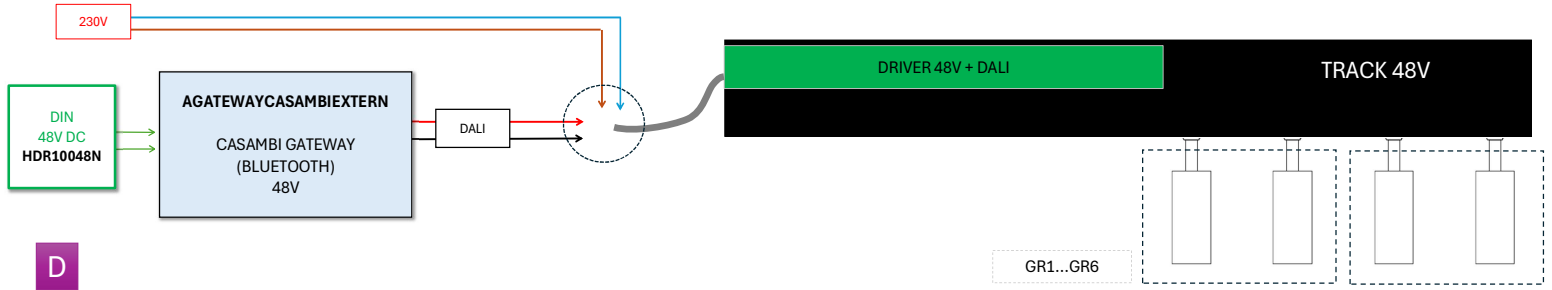 230V
DIN
48V DC
HDR10048N
AGATEWAYCASAMBIEXTERN
CASAMBI GATEWAY
(BLUETOOTH)
48V
DALI
DRIVER 48V + DALI
TRACK 48V
GR1...GR6
D